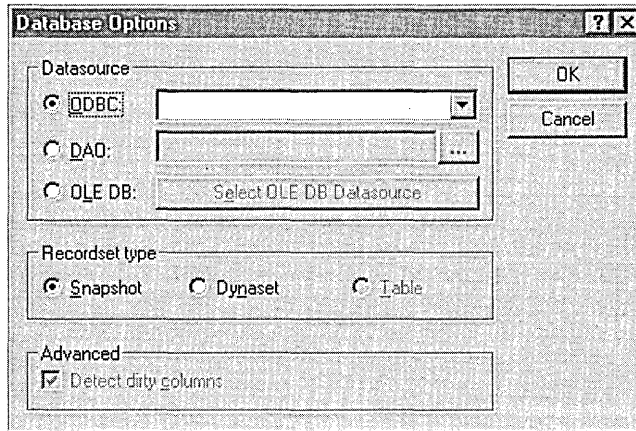 Database Options
Datasource
OK
ODBC:
Cancel
DAO:
...
OLE DB:
Select OLE DB Datasource
Recordset type
Snapshot
Dynaset
Table
Advanced
Detect dirty columns